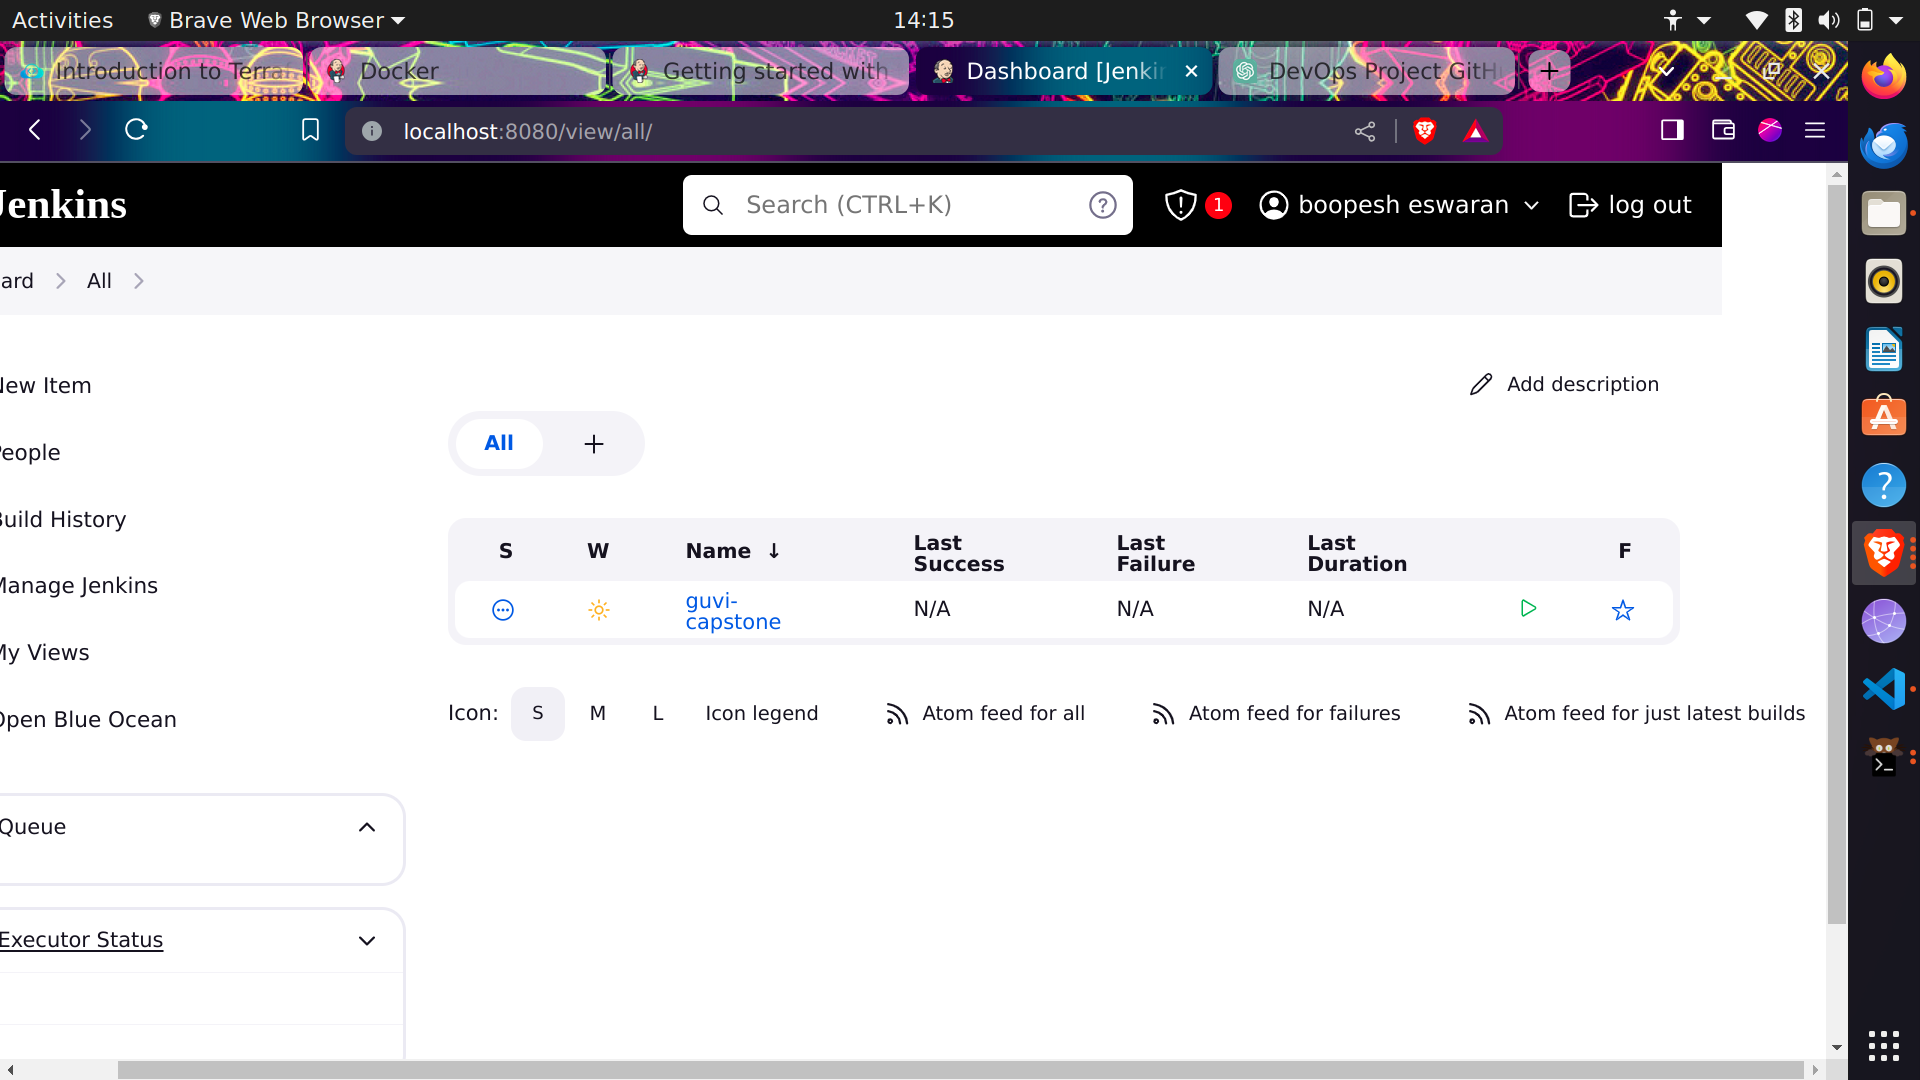 Activities Brave Web Browser 14:15
Introduction to Terra Docker Getting started with Dashboard [Jenkin DevOps Project GitHu
localhost:8080/view/all/
Jenkins Search (CTRL+K) 1 boopesh eswaran log out
ard All
New Item
Add description
All +
People
Build History
S W Name ↓ Last Success Last Failure Last Duration F
Manage Jenkins
guvi-capstone N/A N/A N/A
My Views
Open Blue Ocean
Icon: S M L Icon legend Atom feed for all Atom feed for failures Atom feed for just latest builds
Queue
Executor Status